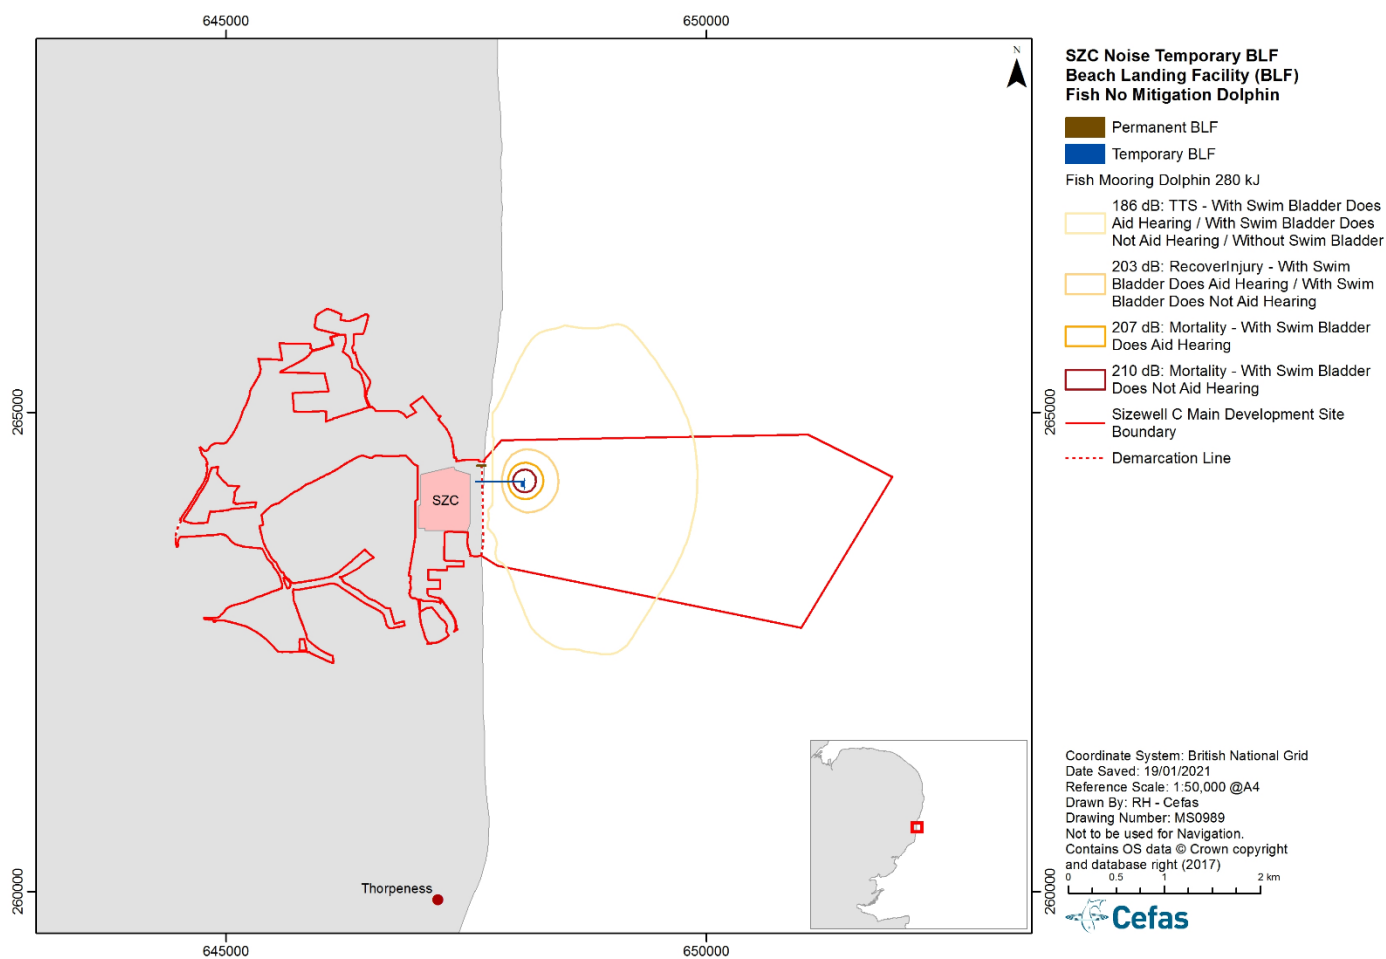 645000
650000
N
SZC Noise Temporary BLF
Beach Landing Facility (BLF)
Fish No Mitigation Dolphin
Permanent BLF
Temporary BLF
Fish Mooring Dolphin 280 kJ
186 dB: TTS - With Swim Bladder Does
Aid Hearing / With Swim Bladder Does
Not Aid Hearing / Without Swim Bladder
203 dB: RecoverInjury - With Swim
Bladder Does Aid Hearing / With Swim
Bladder Does Not Aid Hearing
207 dB: Mortality - With Swim Bladder
Does Aid Hearing
210 dB: Mortality - With Swim Bladder
Does Not Aid Hearing
Sizewell C Main Development Site
Boundary
Demarcation Line
265000
265000
SZC
Thorpeness
260000
260000
645000
650000
Coordinate System: British National Grid
Date Saved: 19/01/2021
Reference Scale: 1:50,000 @A4
Drawn By: RH - Cefas
Drawing Number: MS0989
Not to be used for Navigation.
Contains OS data © Crown copyright
and database right (2017)
0 0.5 1 2 km
Cefas